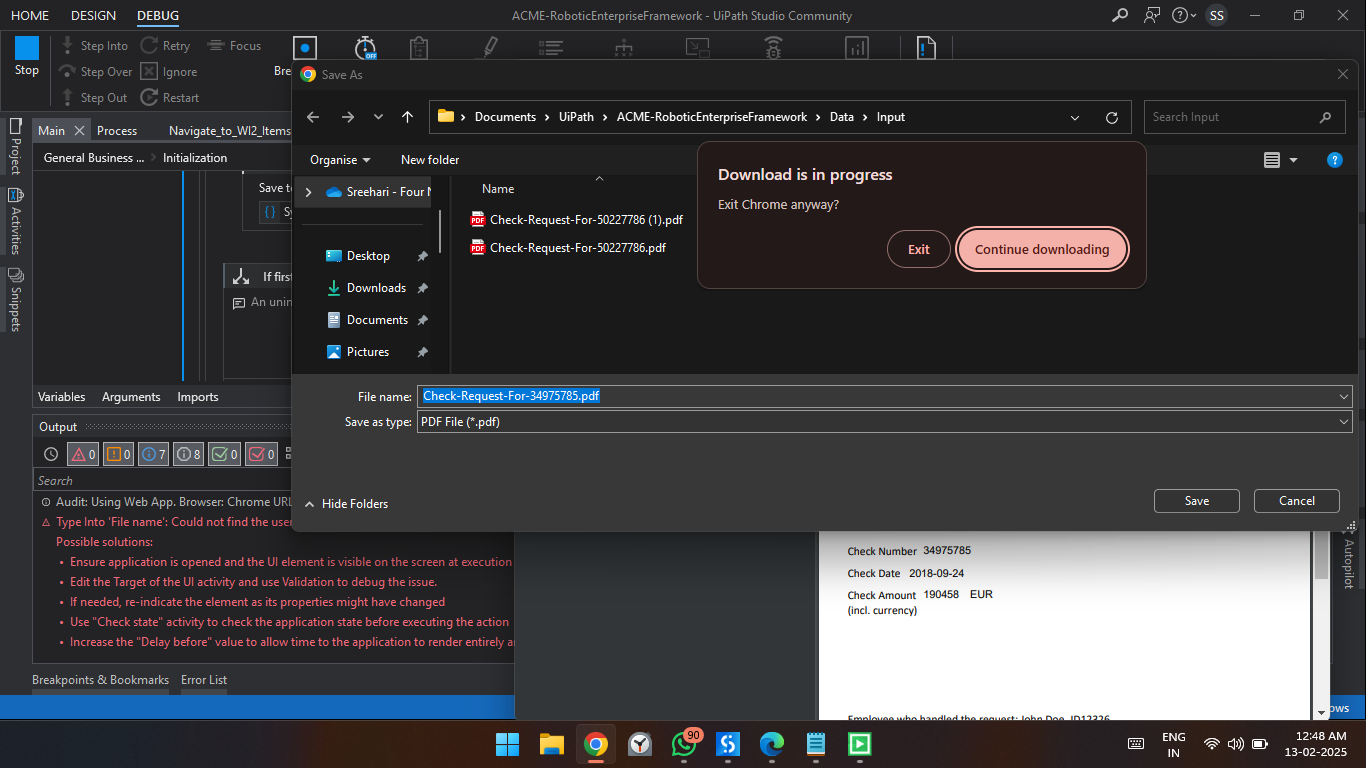 HOME DESIGN DEBUG ACME-RoboticEnterpriseFramework - UiPath Studio Community SS
Stop
Step Into Retry Focus
Step Over Ignore
Step Out Restart
Save As
Documents UiPath ACME-RoboticEnterpriseFramework Data Input
Search Input
Main Process Navigate_to_WI2_Items
General Business ... Initialization
Organise New folder
Project
Activities
Snippets
Save to
If first
Sreehari - Four
Desktop
Downloads
Documents
Pictures
Name
PDF Check-Request-For-50227786 (1).pdf
PDF Check-Request-For-50227786.pdf
Download is in progress
Exit Chrome anyway?
Exit Continue downloading
File name: Check-Request-For-34975785.pdf
Save as type: PDF File (*.pdf)
Hide Folders
Save Cancel
Variables Arguments Imports
Output
0 0 7 8 0 0
Search
Audit: Using Web App. Browser: Chrome URL
Type Into 'File name': Could not find the user
Possible solutions:
• Ensure application is opened and the UI element is visible on the screen at execution
• Edit the Target of the UI activity and use Validation to debug the issue.
• If needed, re-indicate the element as its properties might have changed
• Use "Check state" activity to check the application state before executing the action
• Increase the "Delay before" value to allow time to the application to render entirely
Breakpoints & Bookmarks Error List
Check Number 34975785
Check Date 2018-09-24
Check Amount 190458 EUR
(incl. currency)
Employee who handled the request: John Doe, ID12326
Autopilot
90
ENG
IN
12:48 AM
13-02-2025